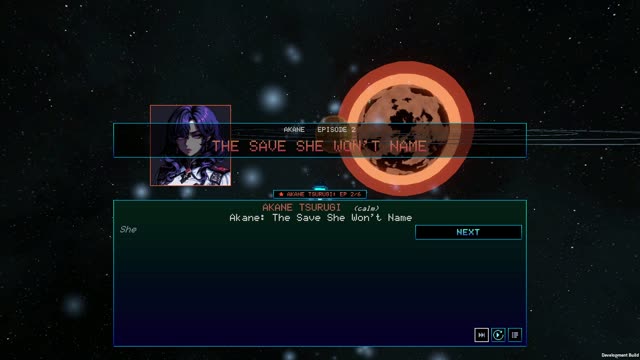 AKANE EPISODE 2
THE SAVE SHE WON'T NAME
AKANE TSURUGI: EP 2/6
AKANE TSURUGI (calm)
Akane: The Save She Won't Name
She
NEXT
Development Build